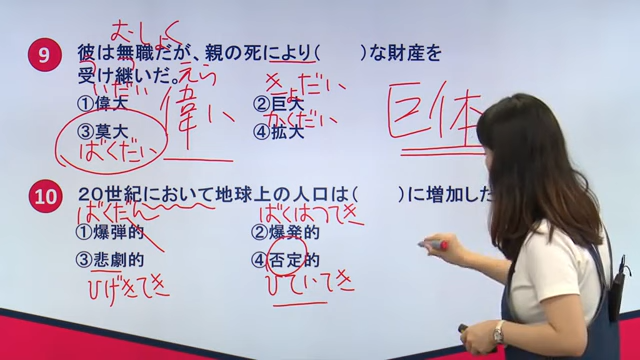 むしょく
9 彼は無職だが、親の死により( )な財産を
受け継いだ。
いだい
えら
偉い
きょだい
①偉大 ②巨大
かくだい
③莫大 ④拡大
ばくだい
巨体
10 20世紀において地球上の人口は( )に増加した
ばくだん
ばくはつてき
①爆弾的 ②爆発的
③悲劇的 ④否定的
ひげきてき
ひていてき